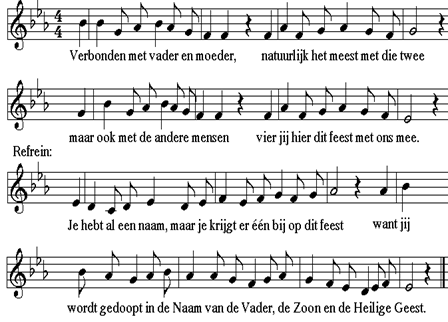 4
4
Verbonden met vader en moeder, natuurlijk het meest met die twee
maar ook met de andere mensen vier jij hier dit feest met ons mee.
Refrein:
Je hebt al een naam, maar je krijgt er één bij op dit feest want jij
wordt gedoopt in de Naam van de Vader, de Zoon en de Heilige Geest.